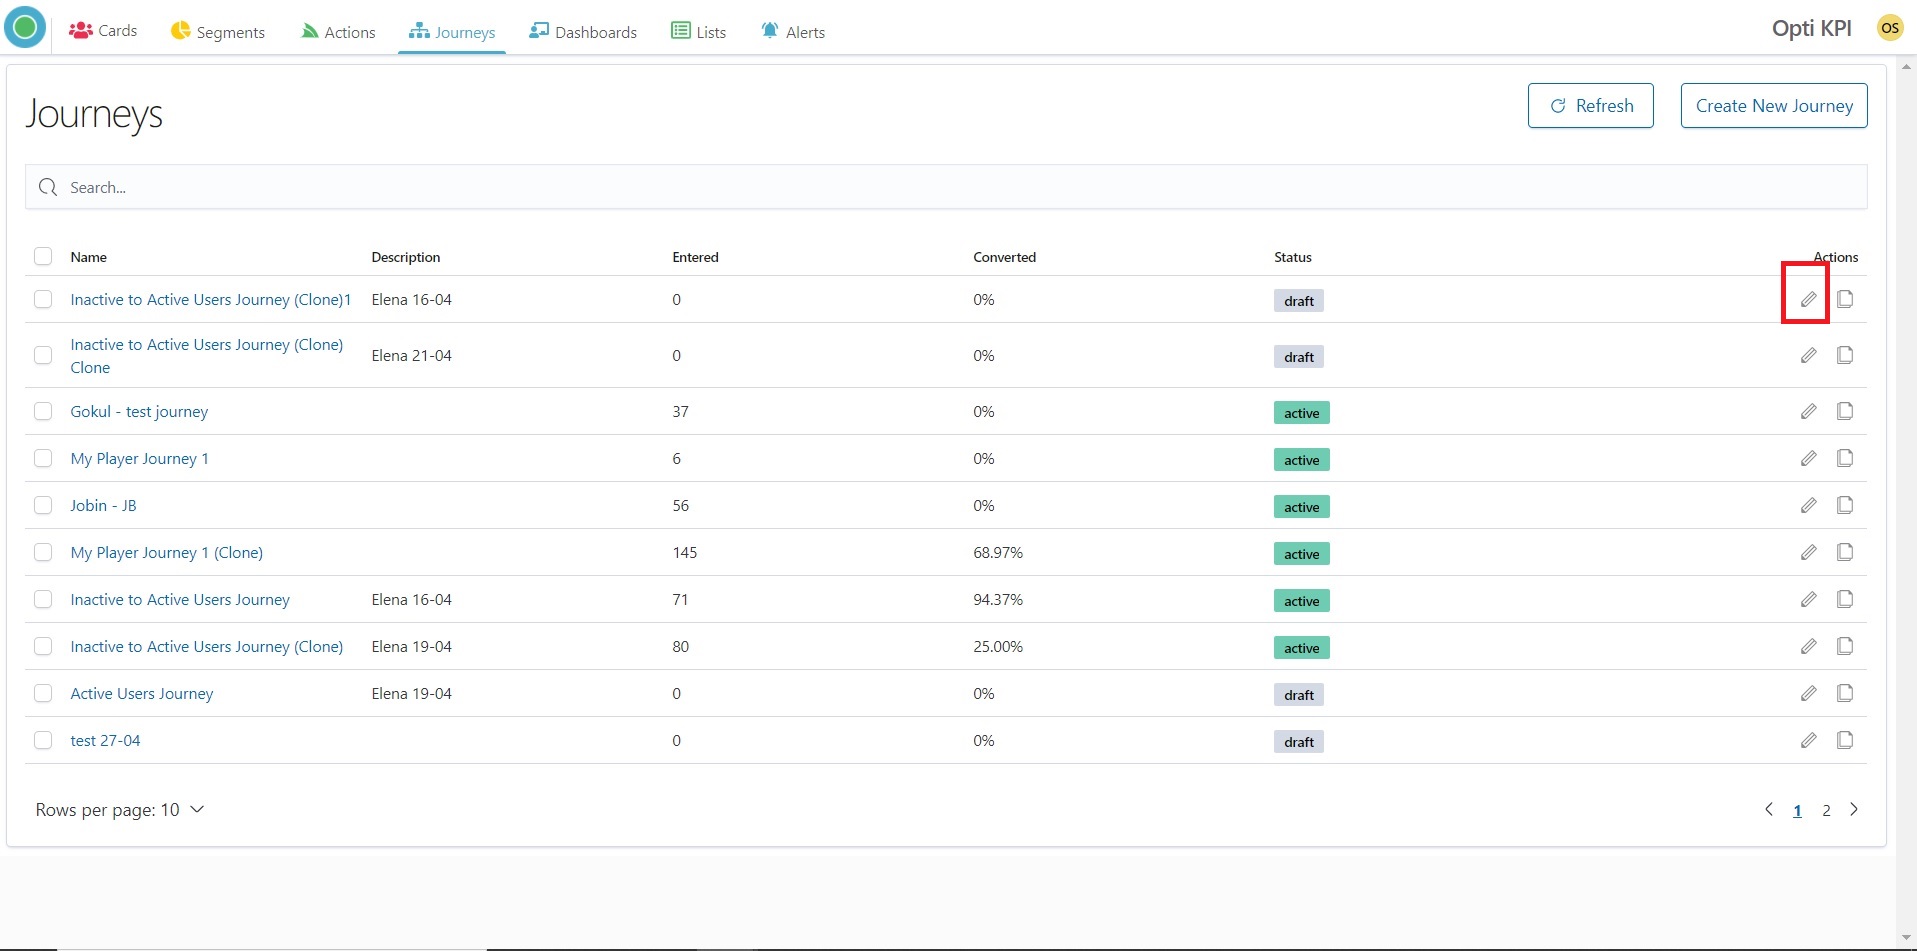 Cards Segments Actions Journeys Dashboards Lists Alerts Opti KPI OS
Journeys Refresh Create New Journey
Search...
Name Description Entered Converted Status Actions
Inactive to Active Users Journey (Clone)1 Elena 16-04 0 0% draft
Inactive to Active Users Journey (Clone)
Clone Elena 21-04 0 0% draft
Gokul - test journey 37 0% active
My Player Journey 1 6 0% active
Jobin - JB 56 0% active
My Player Journey 1 (Clone) 145 68.97% active
Inactive to Active Users Journey Elena 16-04 71 94.37% active
Inactive to Active Users Journey (Clone) Elena 19-04 80 25.00% active
Active Users Journey Elena 19-04 0 0% draft
test 27-04 0 0% draft
Rows per page: 10 1 2